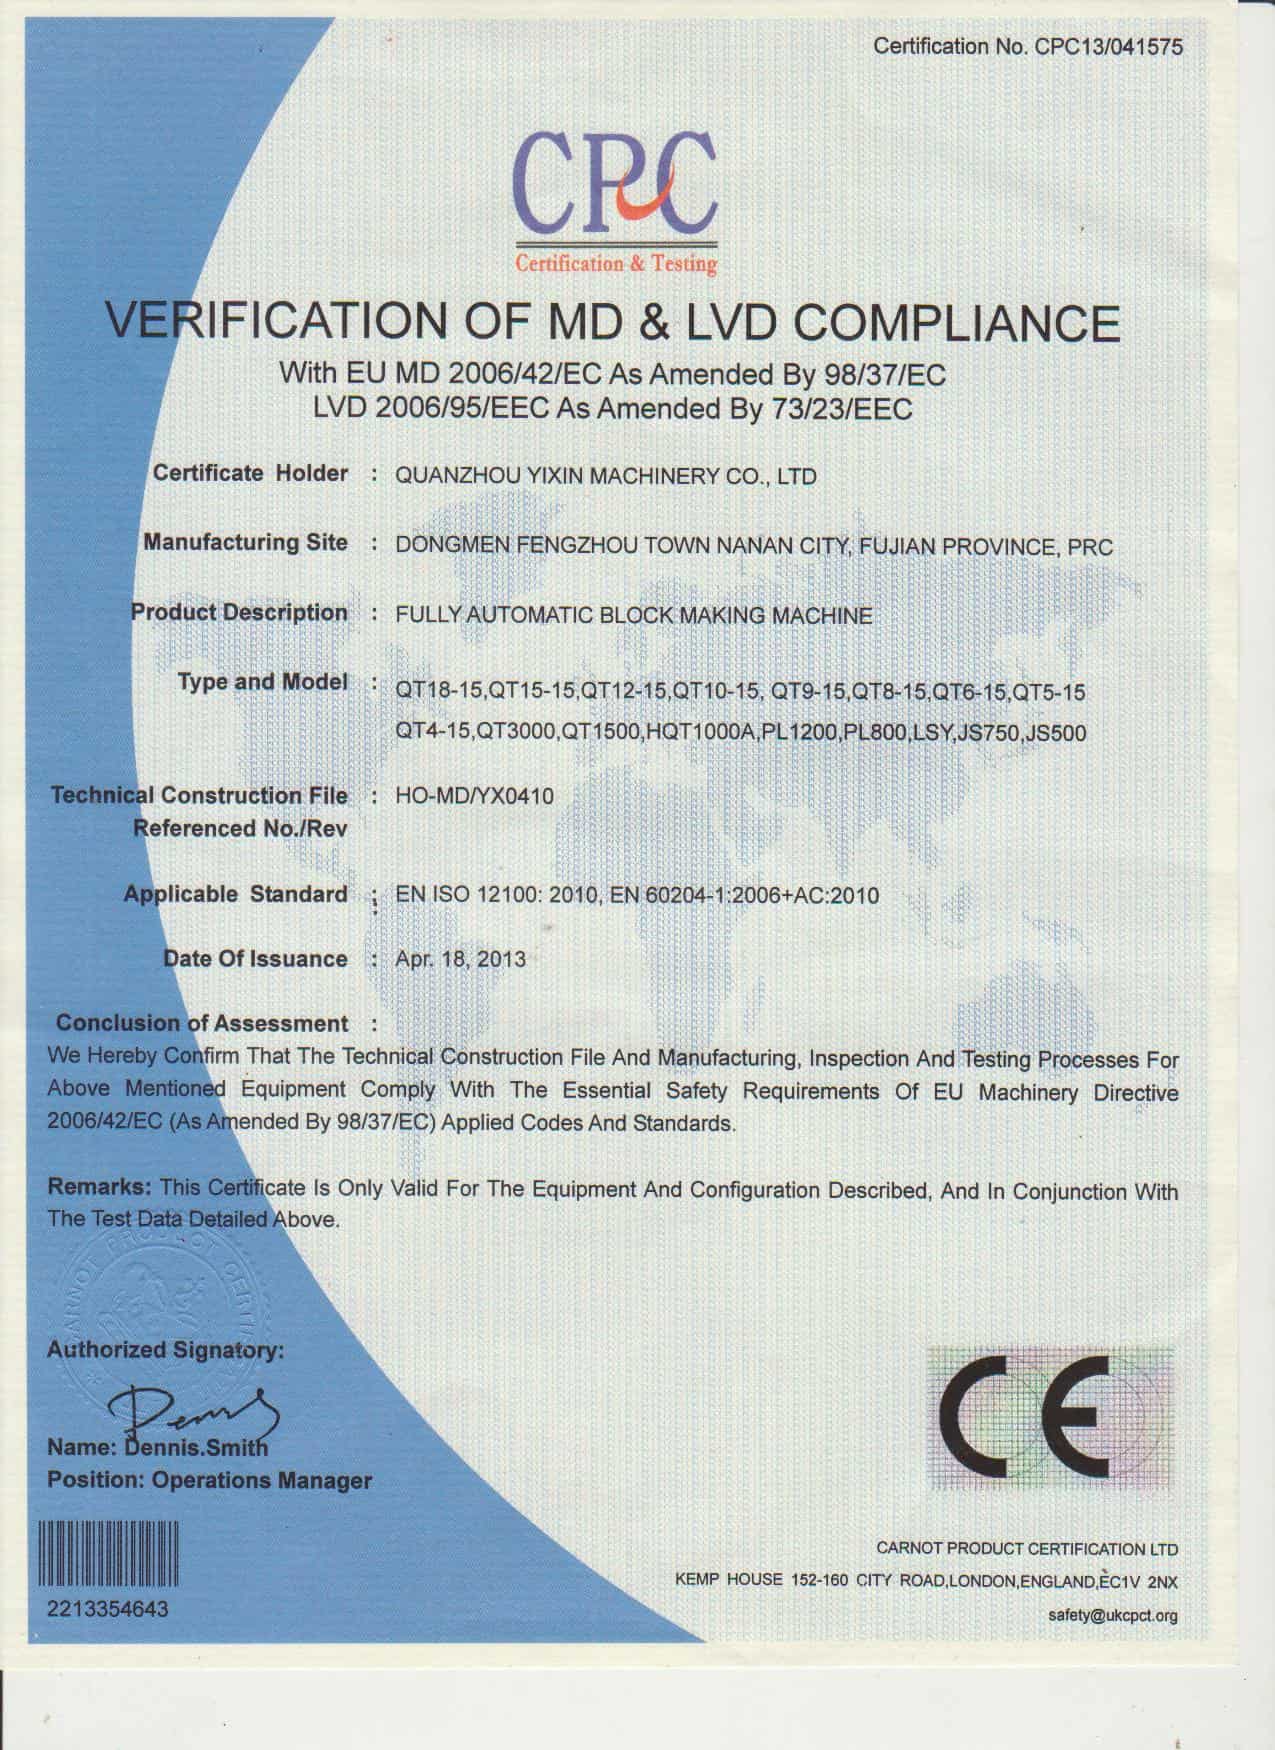 Certification No. CPC13/041575
CPC
Certification & Testing
VERIFICATION OF MD & LVD COMPLIANCE
With EU MD 2006/42/EC As Amended By 98/37/EC
LVD 2006/95/EEC As Amended By 73/23/EEC
Certificate Holder : QUANZHOU YIXIN MACHINERY CO., LTD
Manufacturing Site : DONGMEN FENGZHOU TOWN NANAN CITY, FUJIAN PROVINCE, PRC
Product Description : FULLY AUTOMATIC BLOCK MAKING MACHINE
Type and Model : QT18-15,QT15-15,QT12-15,QT10-15, QT9-15,QT8-15,QT6-15,QT5-15
QT4-15,QT3000,QT1500,HQT1000A,PL1200,PL800,LSY,JS750,JS500
Technical Construction File : HO-MD/YX0410
Referenced No./Rev
Applicable Standard : EN ISO 12100: 2010, EN 60204-1:2006+AC:2010
Date Of Issuance : Apr. 18, 2013
Conclusion of Assessment :
We Hereby Confirm That The Technical Construction File And Manufacturing, Inspection And Testing Processes For
Above Mentioned Equipment Comply With The Essential Safety Requirements Of EU Machinery Directive
2006/42/EC (As Amended By 98/37/EC) Applied Codes And Standards.
Remarks: This Certificate Is Only Valid For The Equipment And Configuration Described, And In Conjunction With
The Test Data Detailed Above.
CARNOT PRODUCT
Authorized Signatory:
Name: Dennis.Smith
Position: Operations Manager
CE
2213354643
CARNOT PRODUCT CERTIFICATION LTD
KEMP HOUSE 152-160 CITY ROAD,LONDON,ENGLAND,EC1V 2NX
safety@ukcpct.org